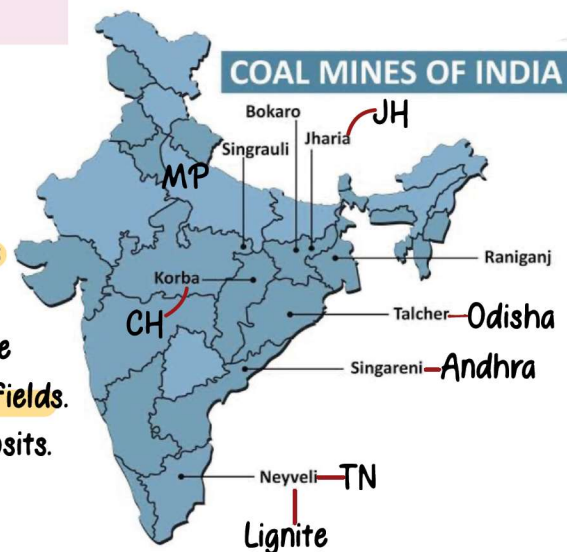 COAL MINES OF INDIA
Bokaro
JH
Jharia
Singrauli
MP
Raniganj
Korba
CH
Talcher
Odisha
e
Singareni
Andhra
fields.
osits.
Neyveli
TN
Lignite